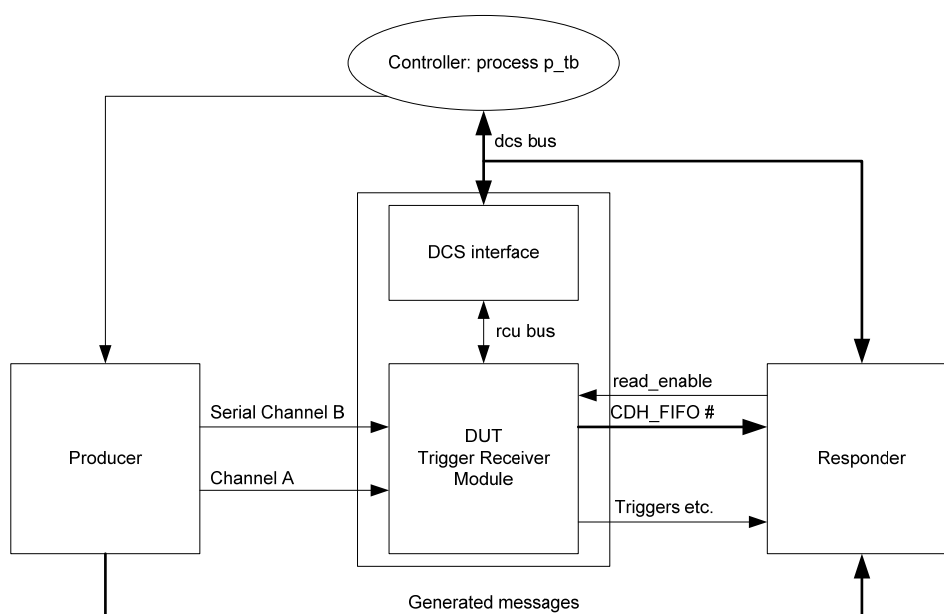 Controller: process p_tb
dcs bus
DCS interface
rcu bus
read_enable
Serial Channel B
CDH_FIFO #
Producer
DUT
Trigger Receiver
Module
Responder
Channel A
Triggers etc.
Generated messages